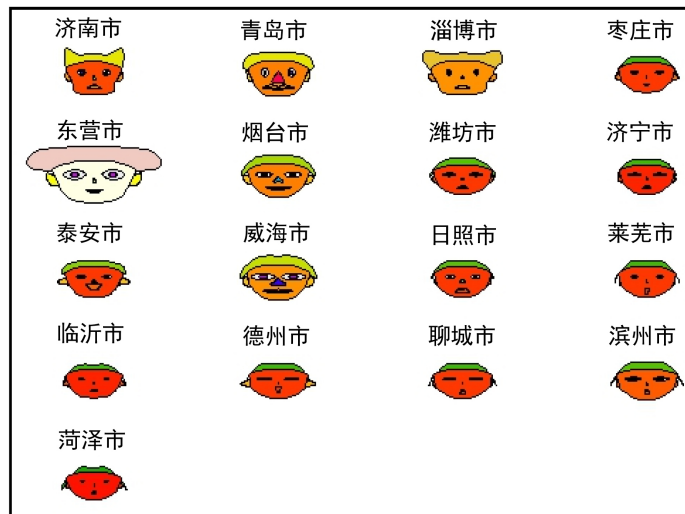 济南市 青岛市 淄博市 枣庄市
东营市 烟台市 潍坊市 济宁市
泰安市 威海市 日照市 莱芜市
临沂市 德州市 聊城市 滨州市
菏泽市